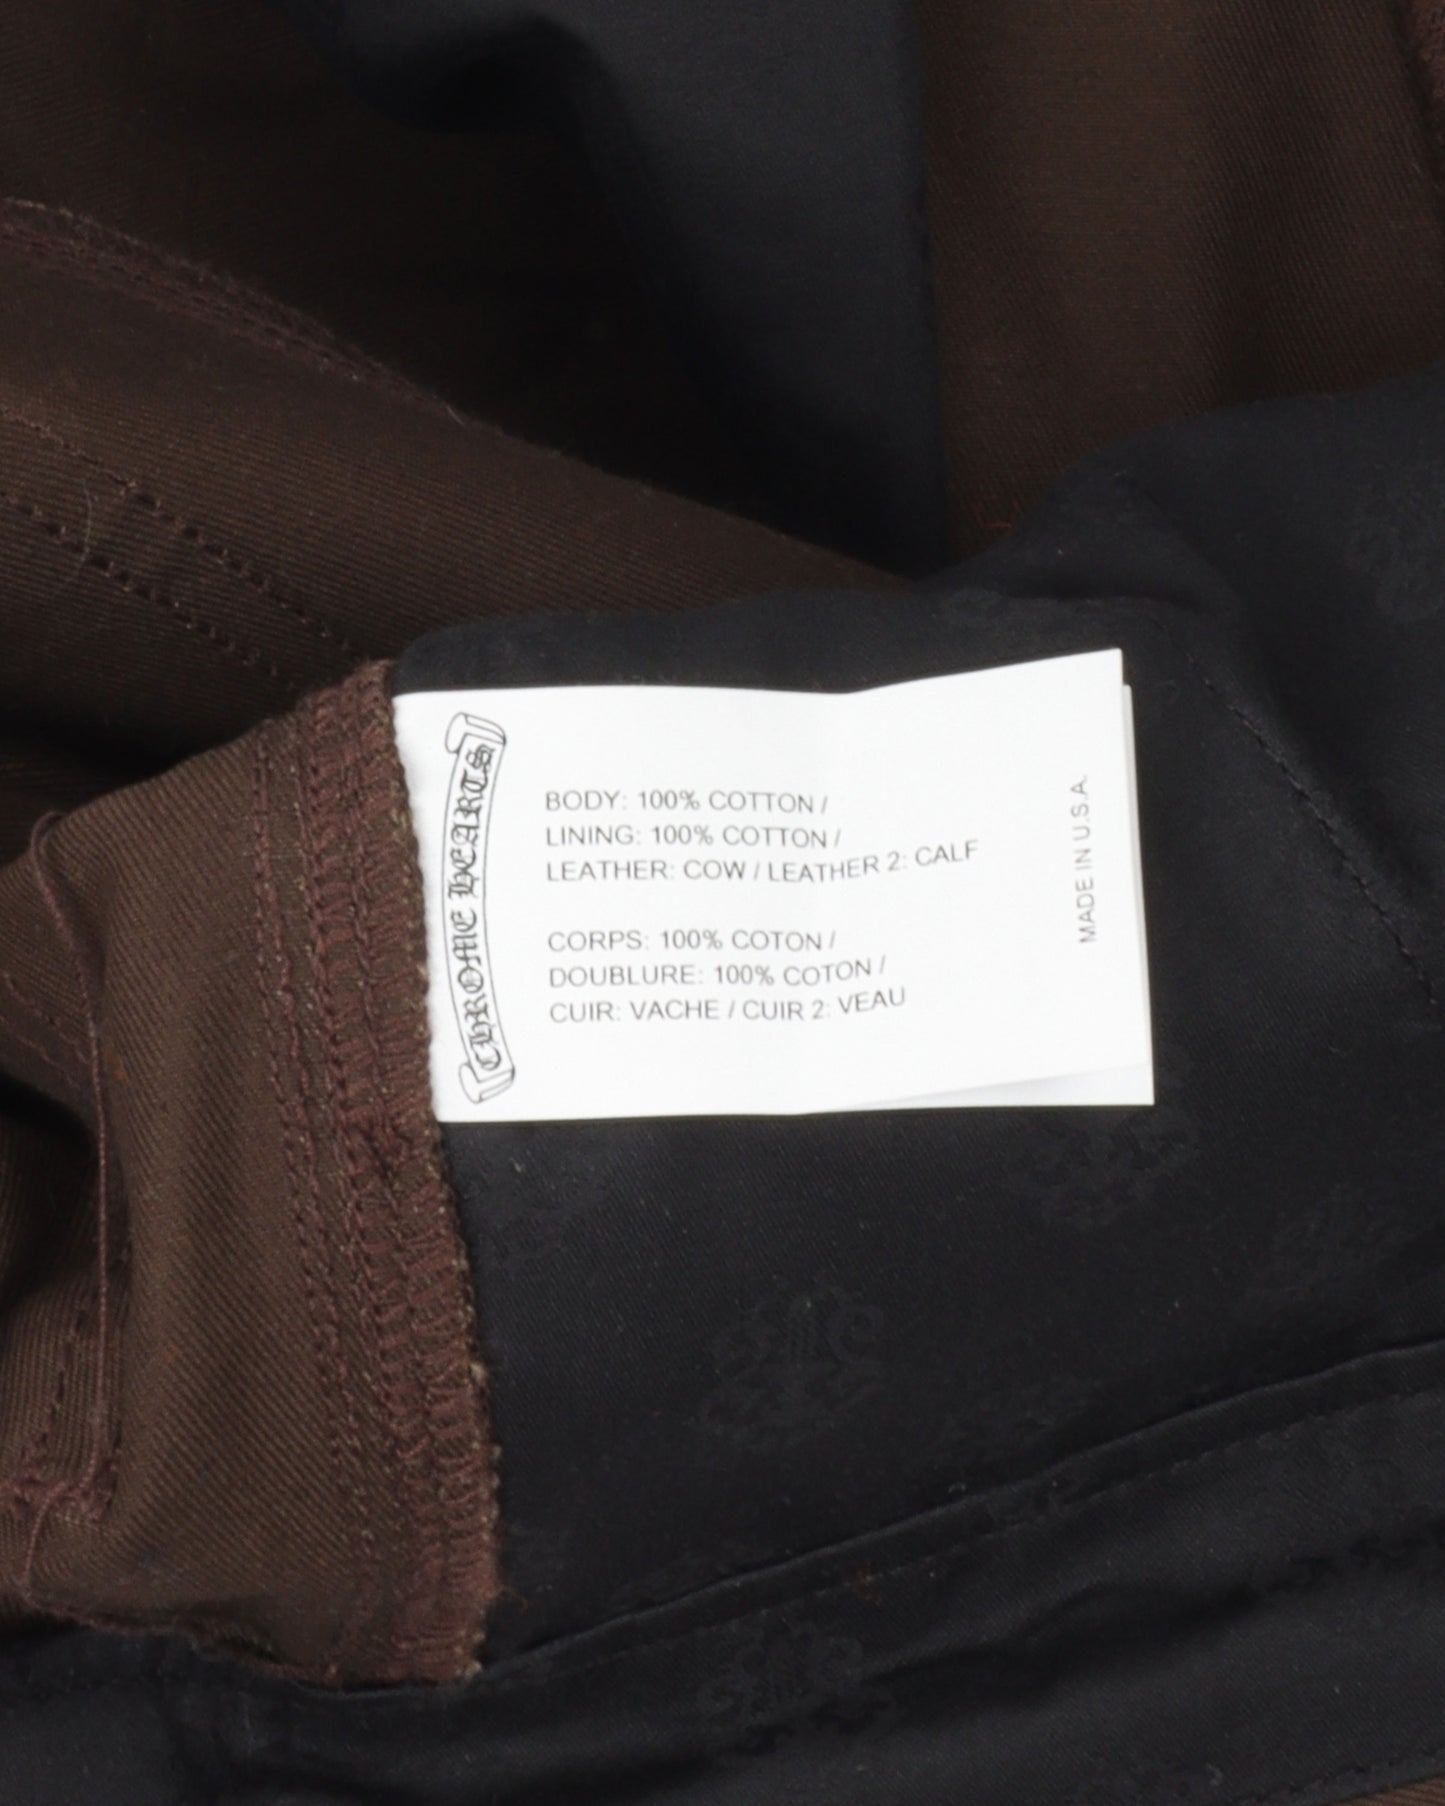 CHROME HEARTS
BODY: 100% COTTON /
LINING: 100% COTTON /
LEATHER: COW / LEATHER 2: CALF
CORPS: 100% COTON /
DOUBLURE: 100% COTON /
CUIR: VACHE / CUIR 2: VEAU
MADE IN U.S.A.